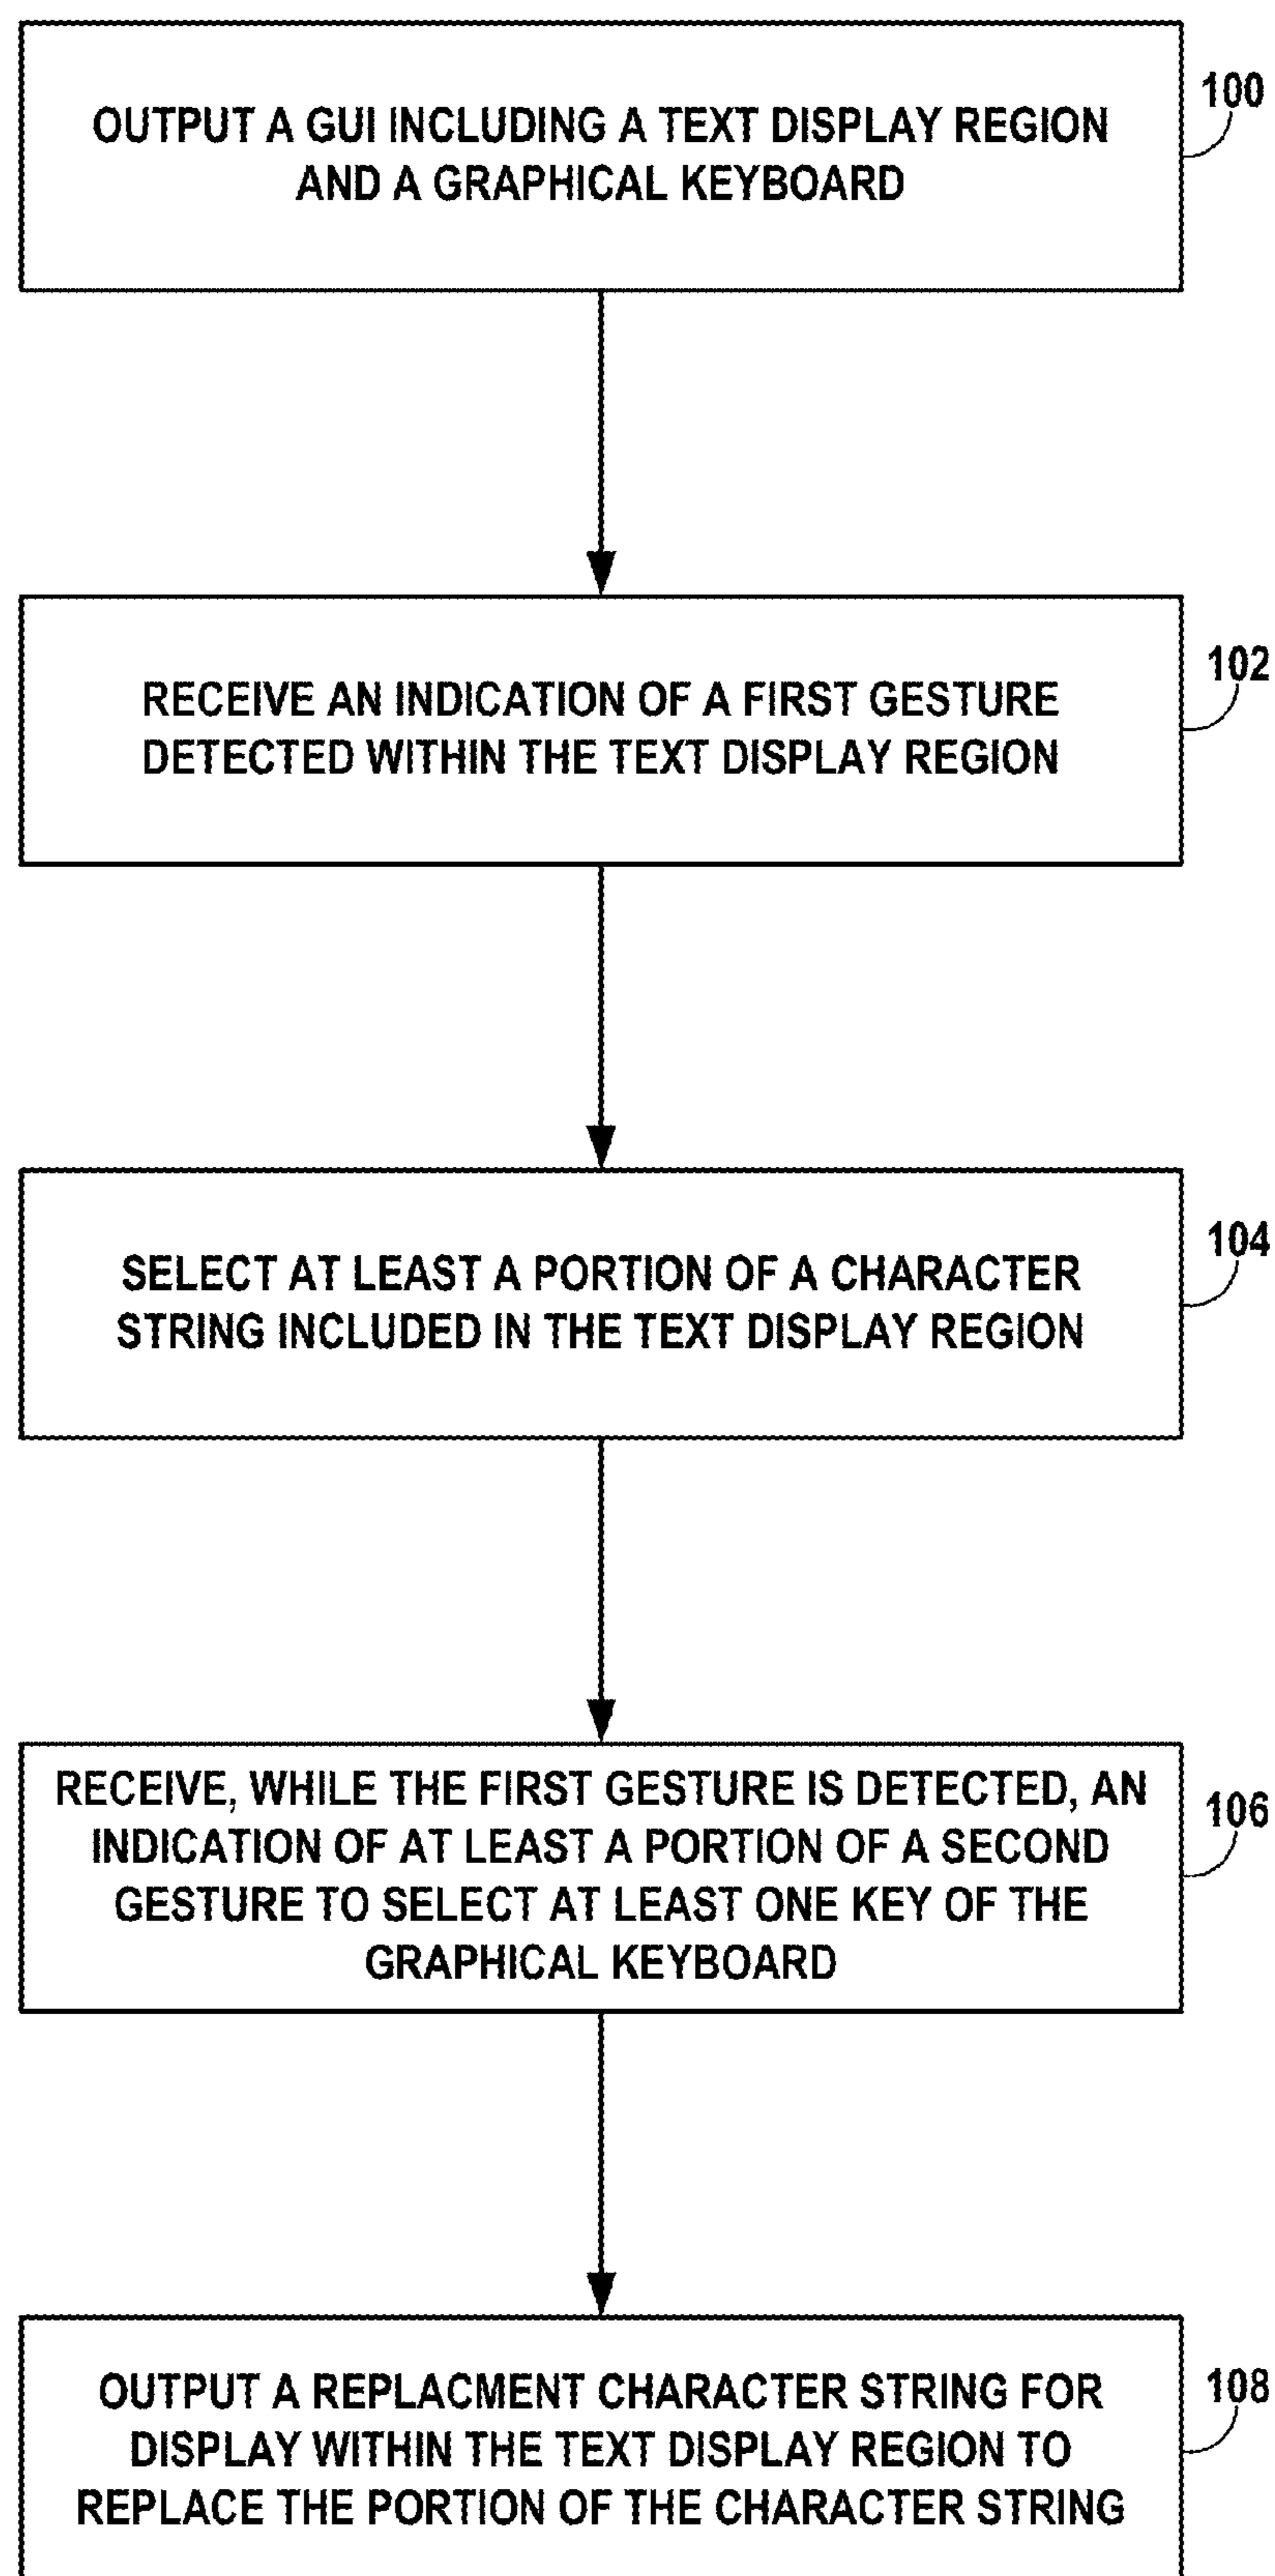 OUTPUT A GUI INCLUDING A TEXT DISPLAY REGION
AND A GRAPHICAL KEYBOARD
100
RECEIVE AN INDICATION OF A FIRST GESTURE
DETECTED WITHIN THE TEXT DISPLAY REGION
102
SELECT AT LEAST A PORTION OF A CHARACTER
STRING INCLUDED IN THE TEXT DISPLAY REGION
104
RECEIVE, WHILE THE FIRST GESTURE IS DETECTED, AN
INDICATION OF AT LEAST A PORTION OF A SECOND
GESTURE TO SELECT AT LEAST ONE KEY OF THE
GRAPHICAL KEYBOARD
106
OUTPUT A REPLACMENT CHARACTER STRING FOR
DISPLAY WITHIN THE TEXT DISPLAY REGION TO
REPLACE THE PORTION OF THE CHARACTER STRING
108